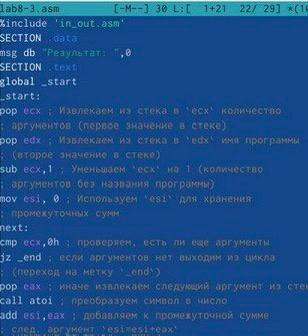 lab8-3.asm [-M--] 30 L:[ 1+21 22/ 29] *(1
%include 'in_out.asm'
SECTION .data
msg db "Результат: ",0
SECTION .text
global _start
_start:
pop ecx ; Извлекаем из стека в 'ecx' количество
; аргументов (первое значение в стеке)
pop edx ; Извлекаем из стека в 'edx' имя программы
; (второе значение в стеке)
sub ecx,1 ; Уменьшаем 'ecx' на 1 (количество
; аргументов без названия программы)
mov esi, 0 ; Используем 'esi' для хранения
; промежуточных сумм
next:
cmp ecx,0h ; проверяем, есть ли еще аргументы
jz _end ; если аргументов нет выходим из цикла
; (переход на метку '_end')
pop eax ; иначе извлекаем следующий аргумент из стек
call atoi ; преобразуем символ в число
add esi,eax ; добавляем к промежуточной сумме
; след. аргумент 'esi=esi+eax'